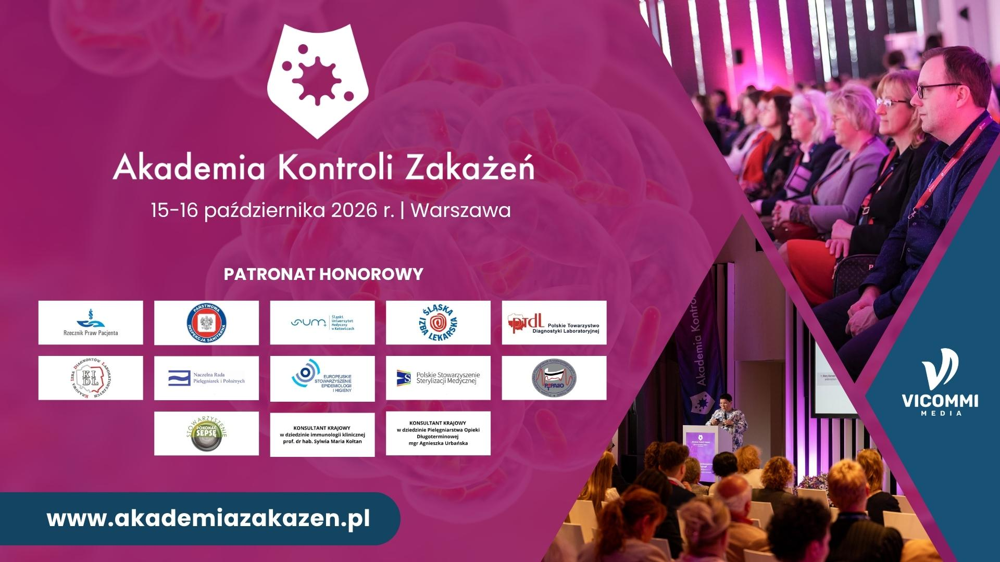 Akademia Kontroli Zakażeń
15-16 października 2026 r. | Warszawa
PATRONAT HONOROWY
Rzecznik Praw Pacjenta
PAŃSTWOWA
INSPEKCJA SANITARNA
SUM
Śląski
Uniwersytet
Medyczny
w Katowicach
ŚLĄSKA
IZBA LEKARSKA
PTDL
Polskie Towarzystwo
Diagnostyki Laboratoryjnej
KRAJOWA IZBA DIAGNOSTÓW LABORATORYJNYCH
KI
DL
Naczelna Rada
Pielęgniarek i Położnych
EUROPEJSKIE
STOWARZYSZENIE
EPIDEMIOLOGII
I HIGIENY
S
Polskie Stowarzyszenie
Sterylizacji Medycznej
STOWARZYSZENIE
POKONAĆ
SEPSĘ
KONSULTANT KRAJOWY
w dziedzinie immunologii klinicznej
prof. dr hab. Sylwia Maria Kołtan
KONSULTANT KRAJOWY
w dziedzinie Pielęgniarstwa Opieki
Długoterminowej
mgr Agnieszka Urbańska
www.akademiazakazen.pl
Akademia Kontroli
VICOMMI
MEDIA